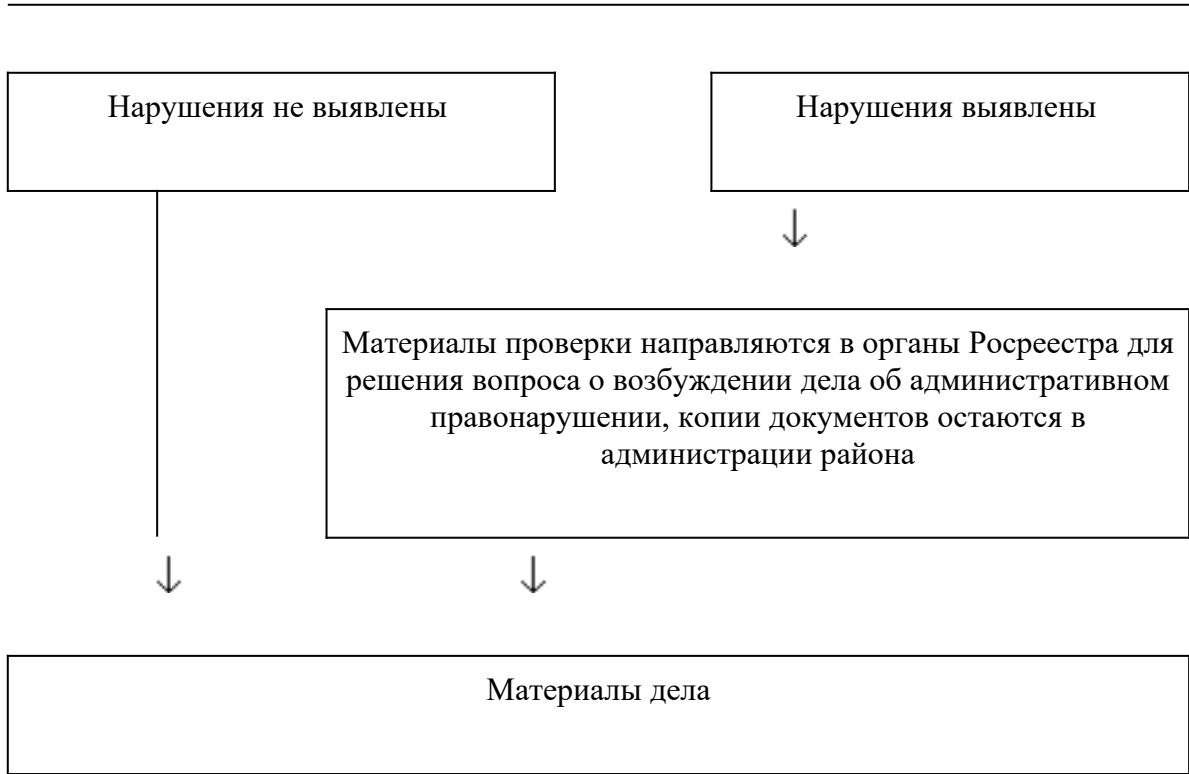 Нарушения не выявлены
Нарушения выявлены
Материалы проверки направляются в органы Росреестра для
решения вопроса о возбуждении дела об административном
правонарушении, копии документов остаются в
администрации района
Материалы дела